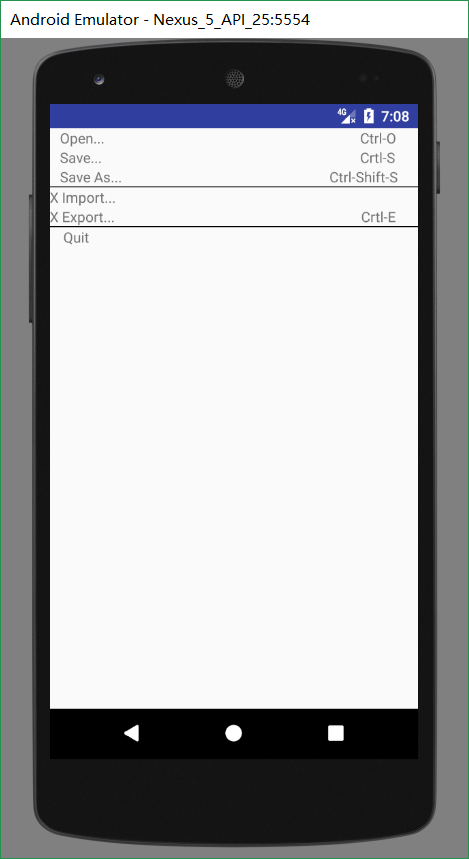 Android Emulator - Nexus_5_API_25:5554
4G 7:08
Open... Ctrl-O
Save... Crtl-S
Save As... Ctrl-Shift-S
X Import...
X Export... Crtl-E
Quit